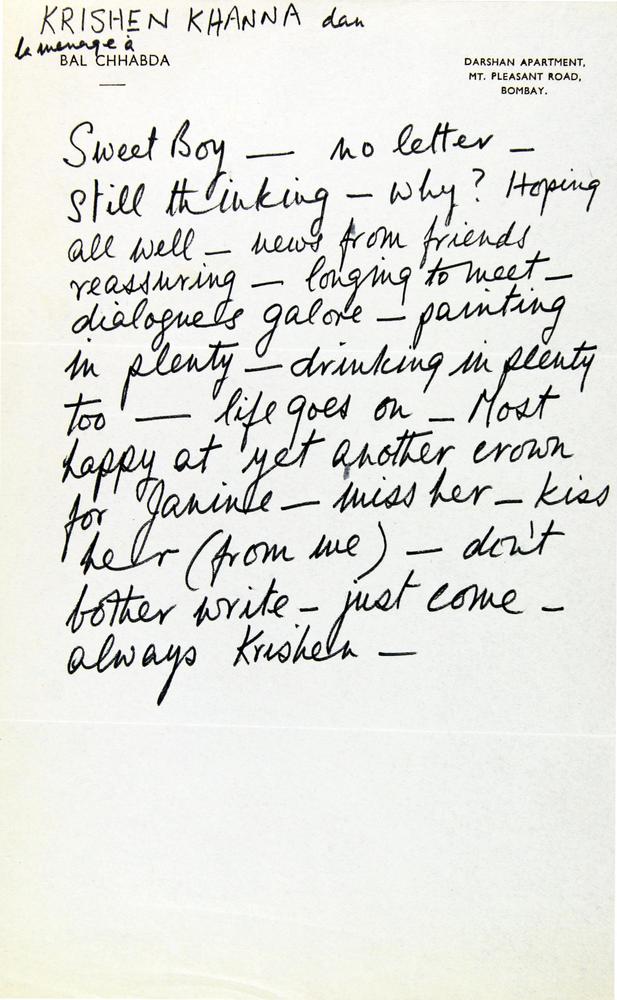 KRISHEN KHANNA dan
le menage à
BAL CHHABDA
DARSHAN APARTMENT,
MT. PLEASANT ROAD,
BOMBAY.
Sweet Boy — no letter —
still thinking — why? Hoping
all well — news from friends
reassuring — longing to meet —
dialogues galore — painting
in plenty — drinking in plenty
too — life goes on — Most
happy at yet another crown
for Janine — miss her — kiss
her (from me) — don't
bother write — just come —
always Krishen —